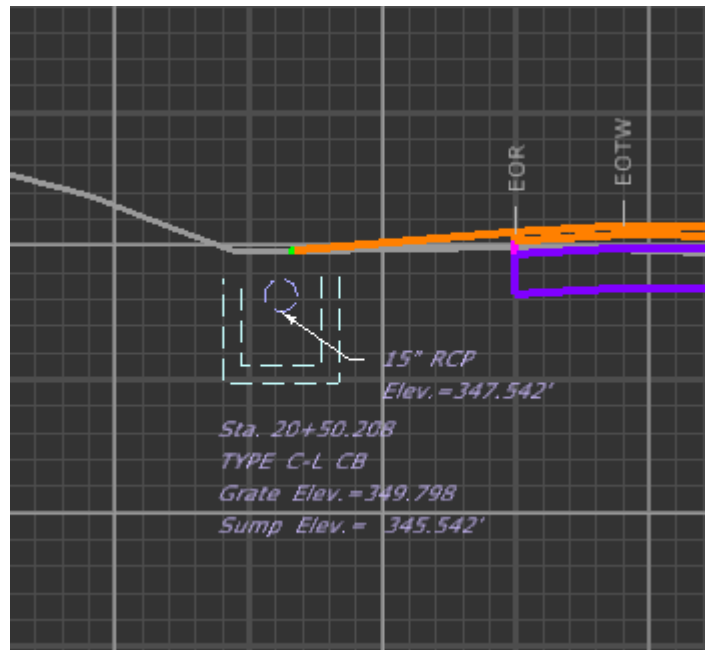 EOR
EOTW
15" RCP
Elev.=347.542'
Sta. 20+50.208
TYPE C-L CB
Grate Elev.=349.798
Sump Elev.= 345.542'